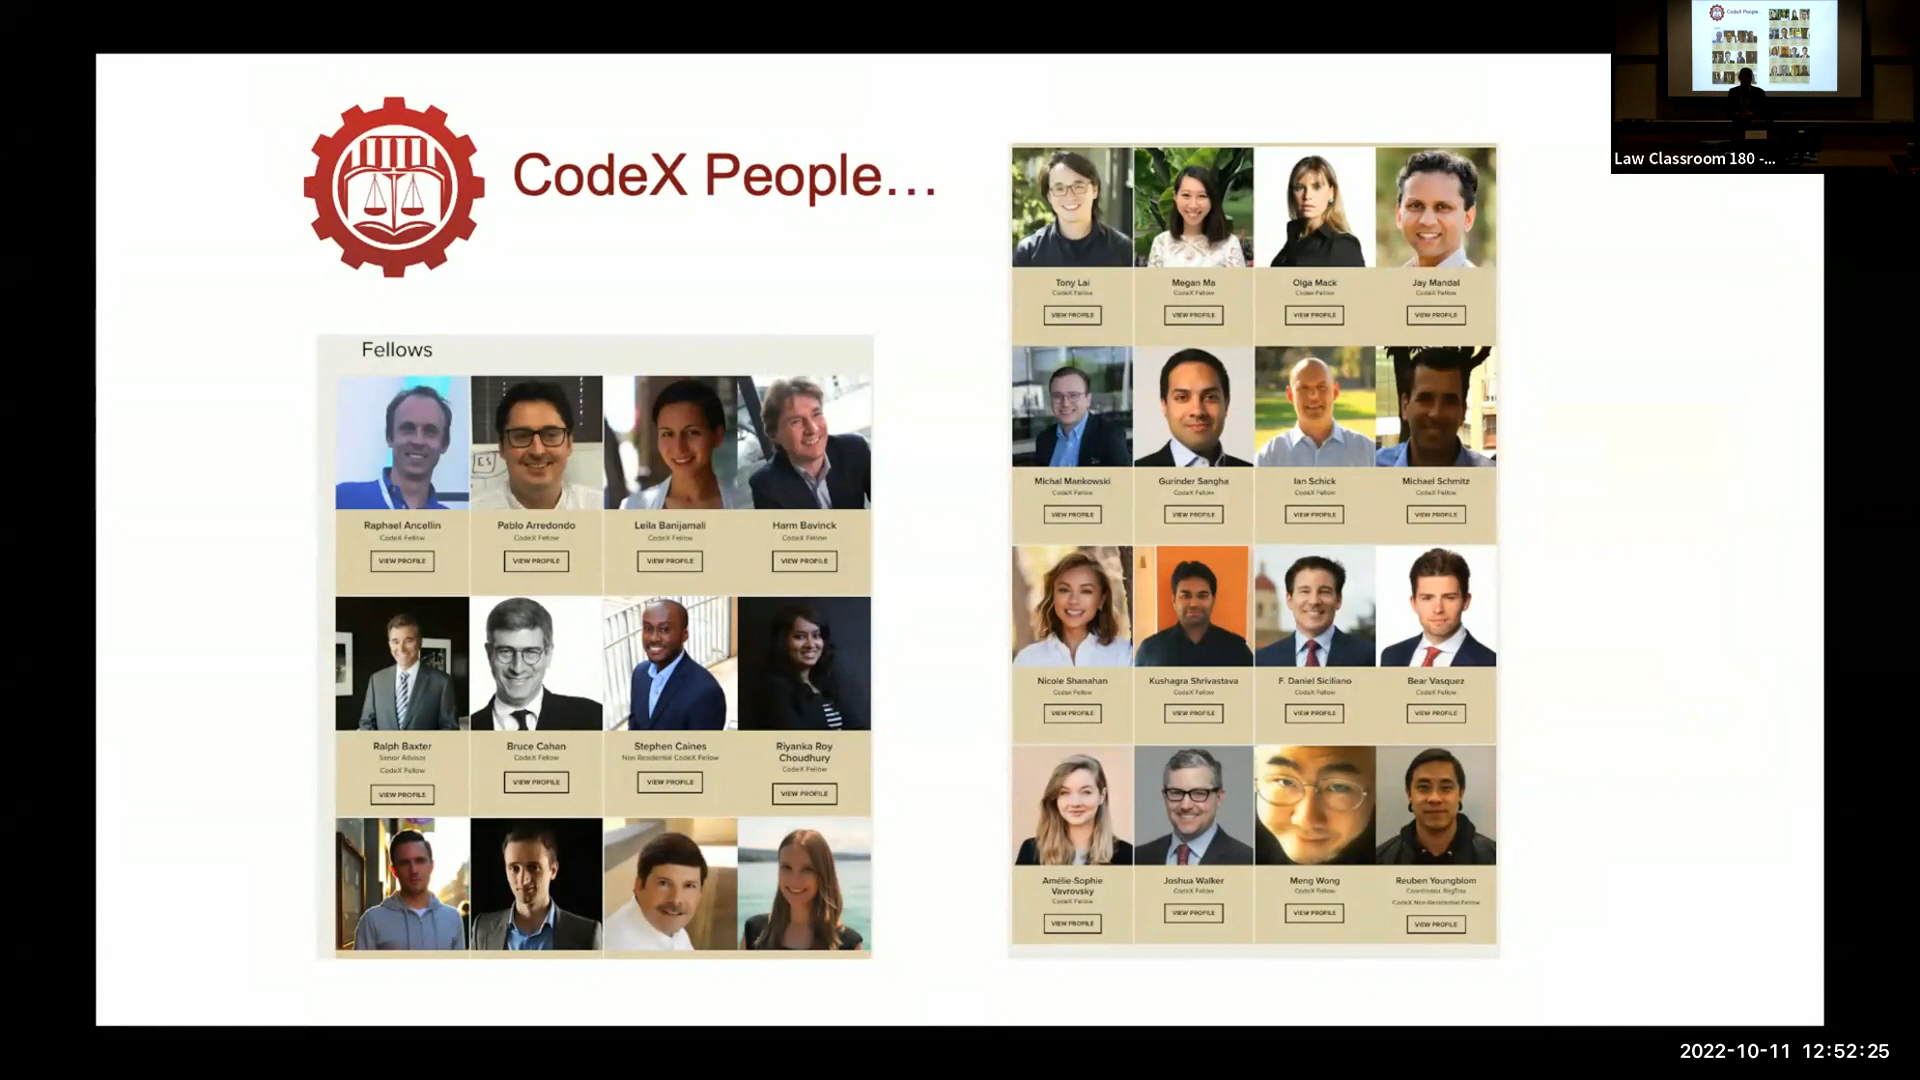 CodeX People...
Law Classroom 180 -...
Fellows
Raphael Ancellin
CodeX Fellow
VIEW PROFILE
Pablo Arredondo
CodeX Fellow
VIEW PROFILE
Leila Banijamali
CodeX Fellow
VIEW PROFILE
Harm Bavinck
CodeX Fellow
VIEW PROFILE
Ralph Baxter
Senior Advisor
CodeX Fellow
VIEW PROFILE
Bruce Cahan
CodeX Fellow
VIEW PROFILE
Stephen Caines
Non Residential CodeX Fellow
VIEW PROFILE
Riyanka Roy
Choudhury
CodeX Fellow
VIEW PROFILE
Tony Lai
CodeX Fellow
VIEW PROFILE
Megan Ma
CodeX Fellow
VIEW PROFILE
Olga Mack
Codex Fellow
VIEW PROFILE
Jay Mandal
CodeX Fellow
VIEW PROFILE
Michal Mankowski
CodeX Fellow
VIEW PROFILE
Gurinder Sangha
CodeX Fellow
VIEW PROFILE
Ian Schick
CodeX Fellow
VIEW PROFILE
Michael Schmitz
CodeX Fellow
VIEW PROFILE
Nicole Shanahan
Codex Fellow
VIEW PROFILE
Kushagra Shrivastava
CodeX Fellow
VIEW PROFILE
F. Daniel Siciliano
CodeX Fellow
VIEW PROFILE
Bear Vasquez
CodeX Fellow
VIEW PROFILE
Amélie-Sophie
Vavrovsky
CodeX Fellow
VIEW PROFILE
Joshua Walker
CodeX Fellow
VIEW PROFILE
Meng Wong
CodeX Fellow
VIEW PROFILE
Reuben Youngblom
Coordinator, RegTrax
CodeX Non-Residential Fellow
VIEW PROFILE
2022-10-11 12:52:25